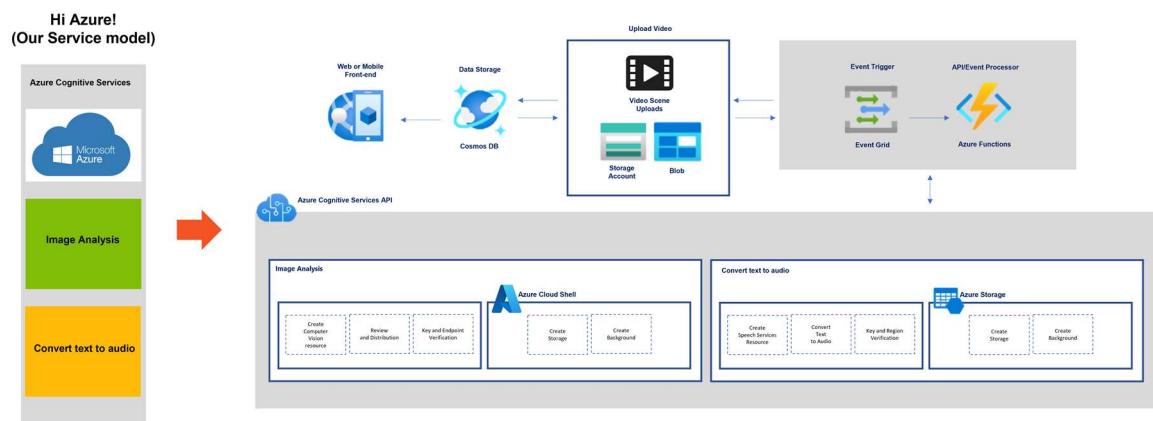 Hi Azure!
(Our Service model)
Azure Cognitive Services
Microsoft
Azure
Image Analysis
Convert text to audio
Upload Video
Web or Mobile
Front-end
Data Storage
Cosmos DB
Video Scene
Uploads
Storage
Account
Blob
Event Trigger
Event Grid
API/Event Processor
Azure Functions
Azure Cognitive Services API
Image Analysis
Create
Computer
Vision
resource
Review
and Distribution
Key and Endpoint
Verification
Azure Cloud Shell
Create
Storage
Create
Background
Convert text to audio
Create
Speech Services
Resource
Convert
Text
to Audio
Key and Region
Verification
Azure Storage
Create
Storage
Create
Background